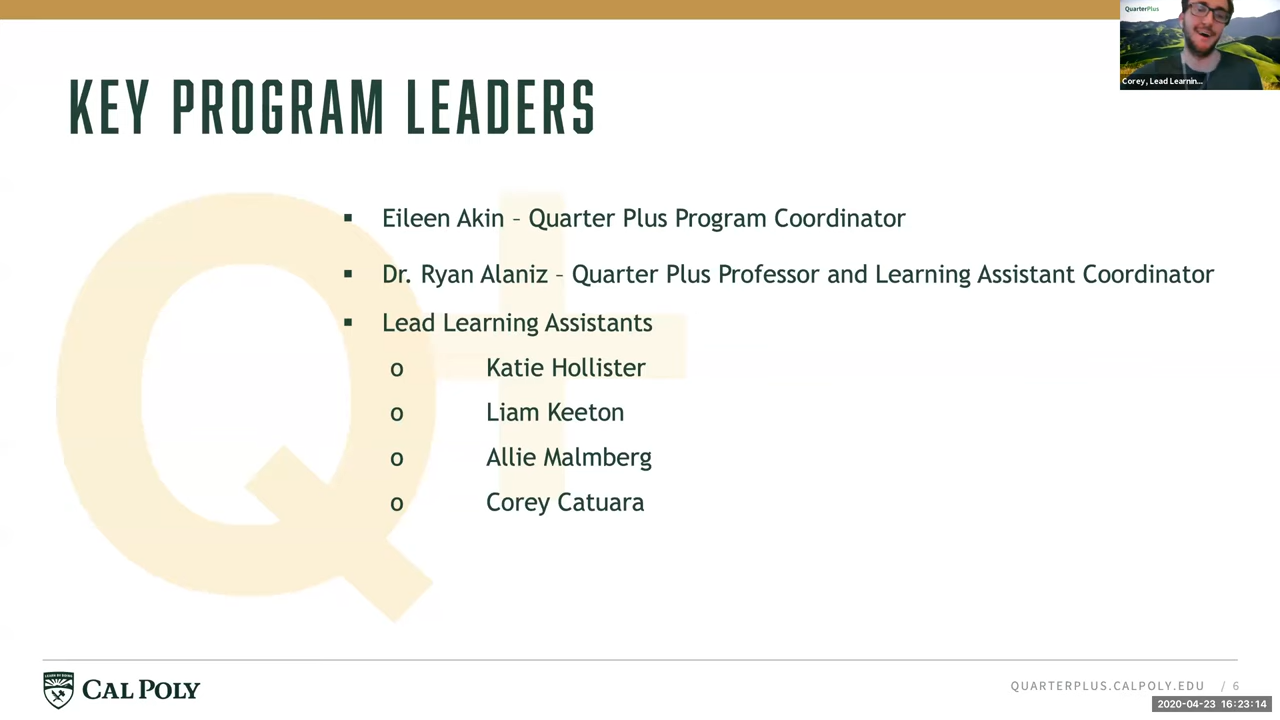 QuarterPlus
Corey, Lead Learnin...
KEY PROGRAM LEADERS
Q+
▪ Eileen Akin – Quarter Plus Program Coordinator
▪ Dr. Ryan Alaniz – Quarter Plus Professor and Learning Assistant Coordinator
▪ Lead Learning Assistants
o Katie Hollister
o Liam Keeton
o Allie Malmberg
o Corey Catuara
CAL POLY
QUARTERPLUS.CALPOLY.EDU / 6
2020-04-23 16:23:14